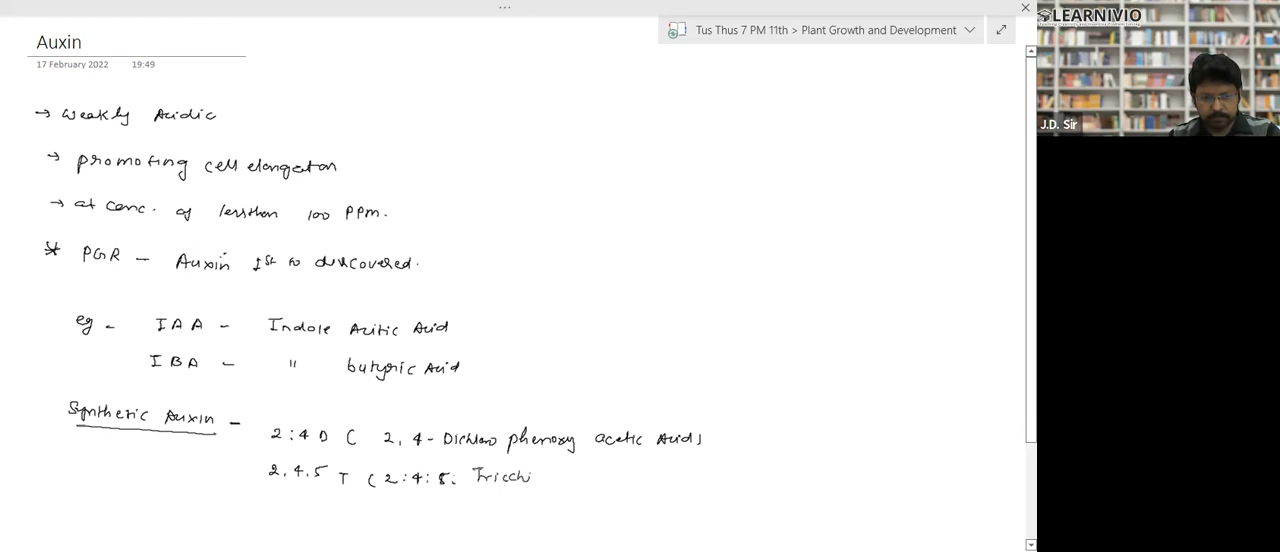 Auxin
17 February 2022 19:49
Tus Thus 7 PM 11th > Plant Growth and Development
LEARNIVIO
J.D. Sir
→ Weakly Acidic
→ promoting cell elongation
→ at conc. of lessthan 100 PPM.
* PGR – Auxin 1st to discovered.
eg – IAA – Indole Acitic Acid
IBA – " butyric Acid
Synthetic Auxin –
2:4 D ( 2,4 - Dichloro phenoxy acetic Acid)
2,4,5 T ( 2:4:5: Tricchi